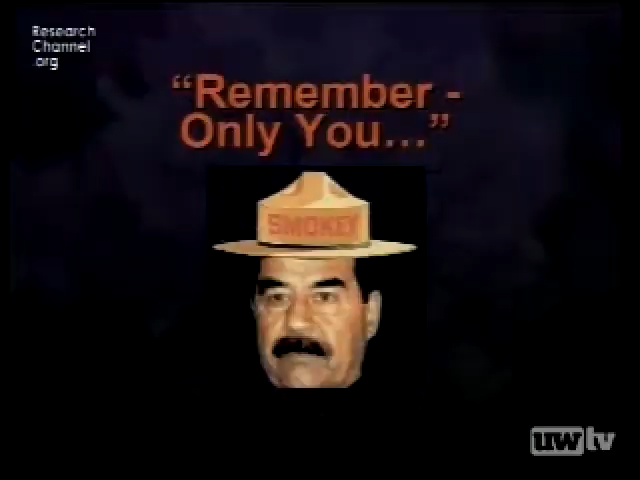 Research
Channel
.org
“Remember -
Only You...”
SMOKEY
uwtv